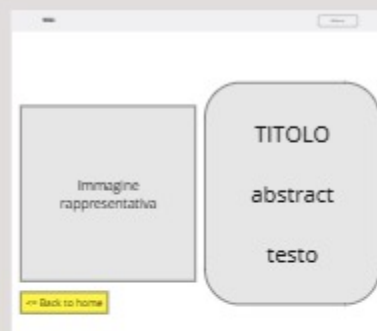 Immagine
rappresentativa
TITOLO
abstract
testo
<= Back to home